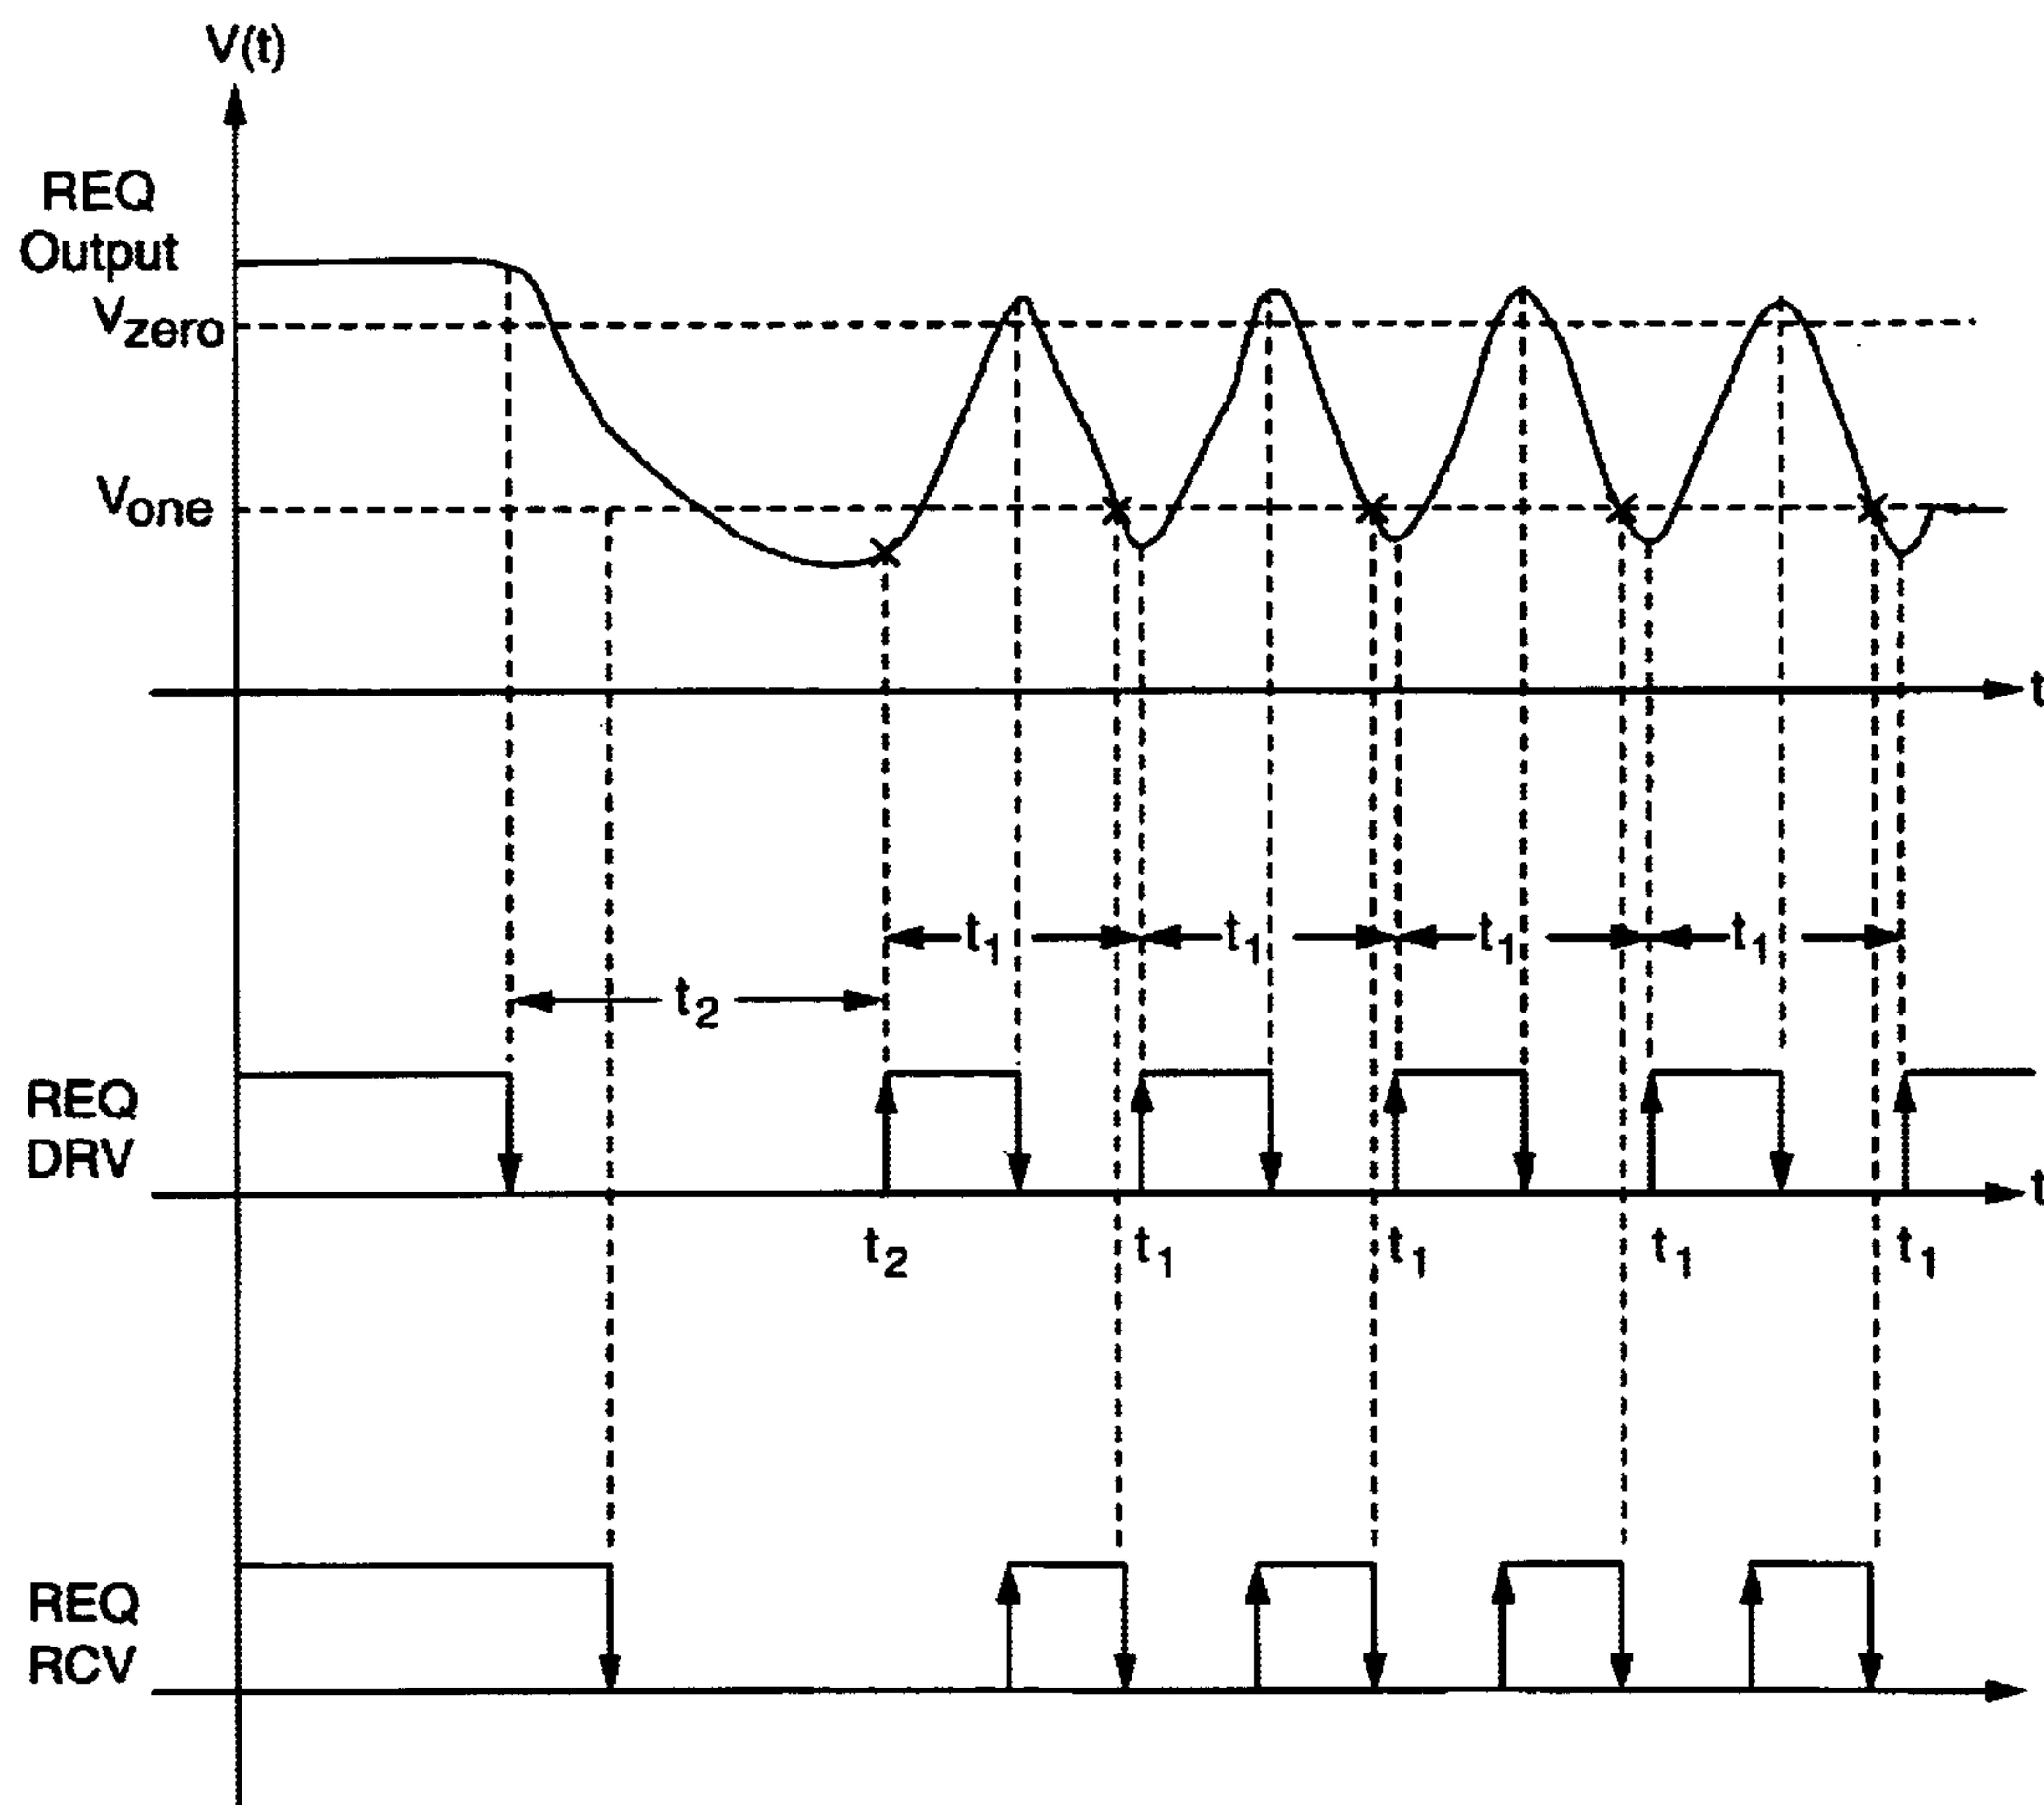 V(t)
REQ
Output
Vzero
Vone
t
t1 t1 t1 t1
t2
REQ
DRV
t
t2 t1 t1 t1 t1
REQ
RCV